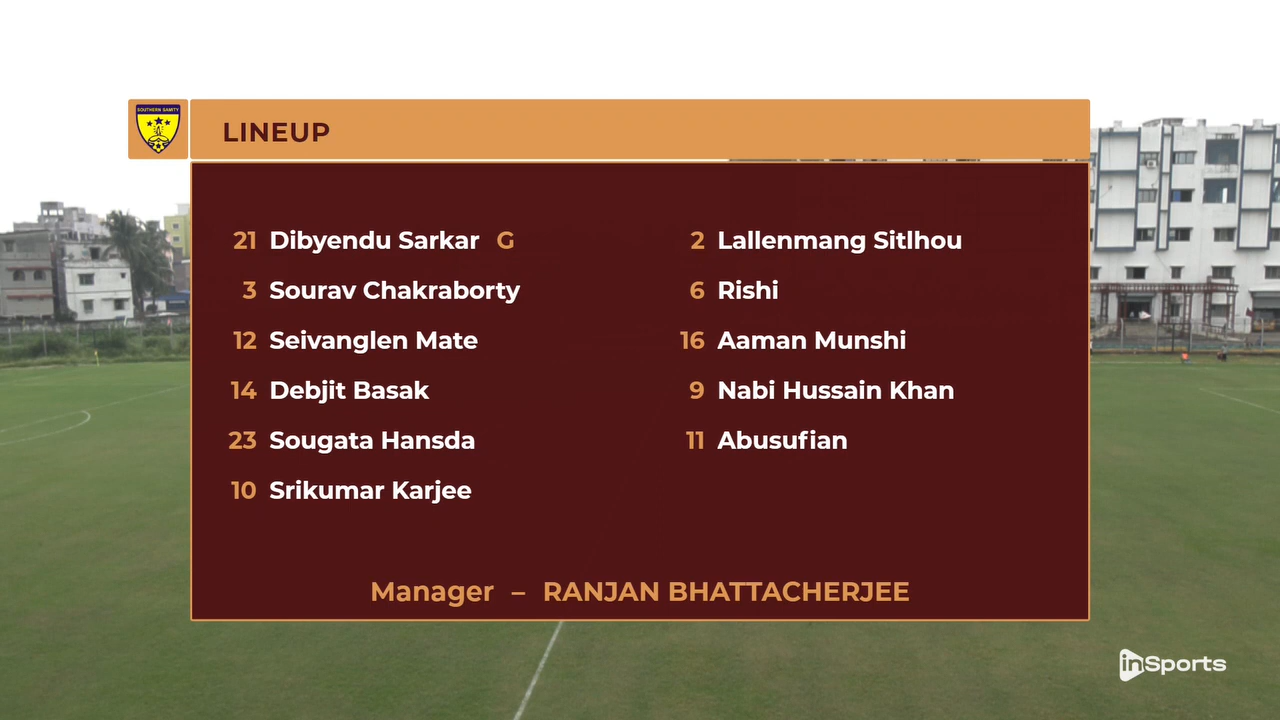 SOUTHERN SAMITY
LINEUP
21 Dibyendu Sarkar G
3 Sourav Chakraborty
12 Seivanglen Mate
14 Debjit Basak
23 Sougata Hansda
10 Srikumar Karjee
2 Lallenmang Sitlhou
6 Rishi
16 Aaman Munshi
9 Nabi Hussain Khan
11 Abusufian
Manager – RANJAN BHATTACHERJEE
inSports